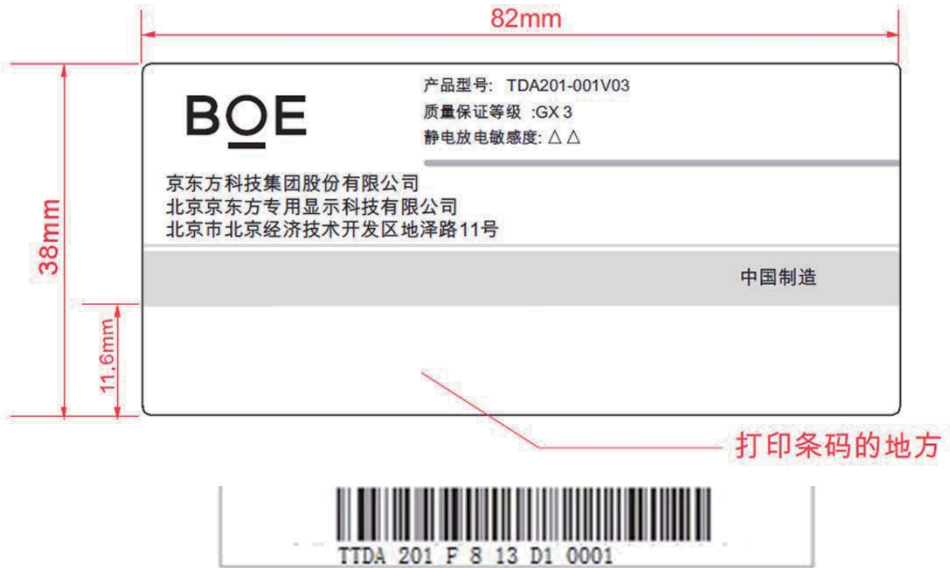 82mm
BOE
产品型号: TDA201-001V03
质量保证等级 :GX 3
静电放电敏感度: △ △
京东方科技集团股份有限公司
北京京东方专用显示科技有限公司
北京市北京经济技术开发区地泽路11号
38mm
中国制造
11.6mm
打印条码的地方
TTDA 201 F 8 13 D1 0001